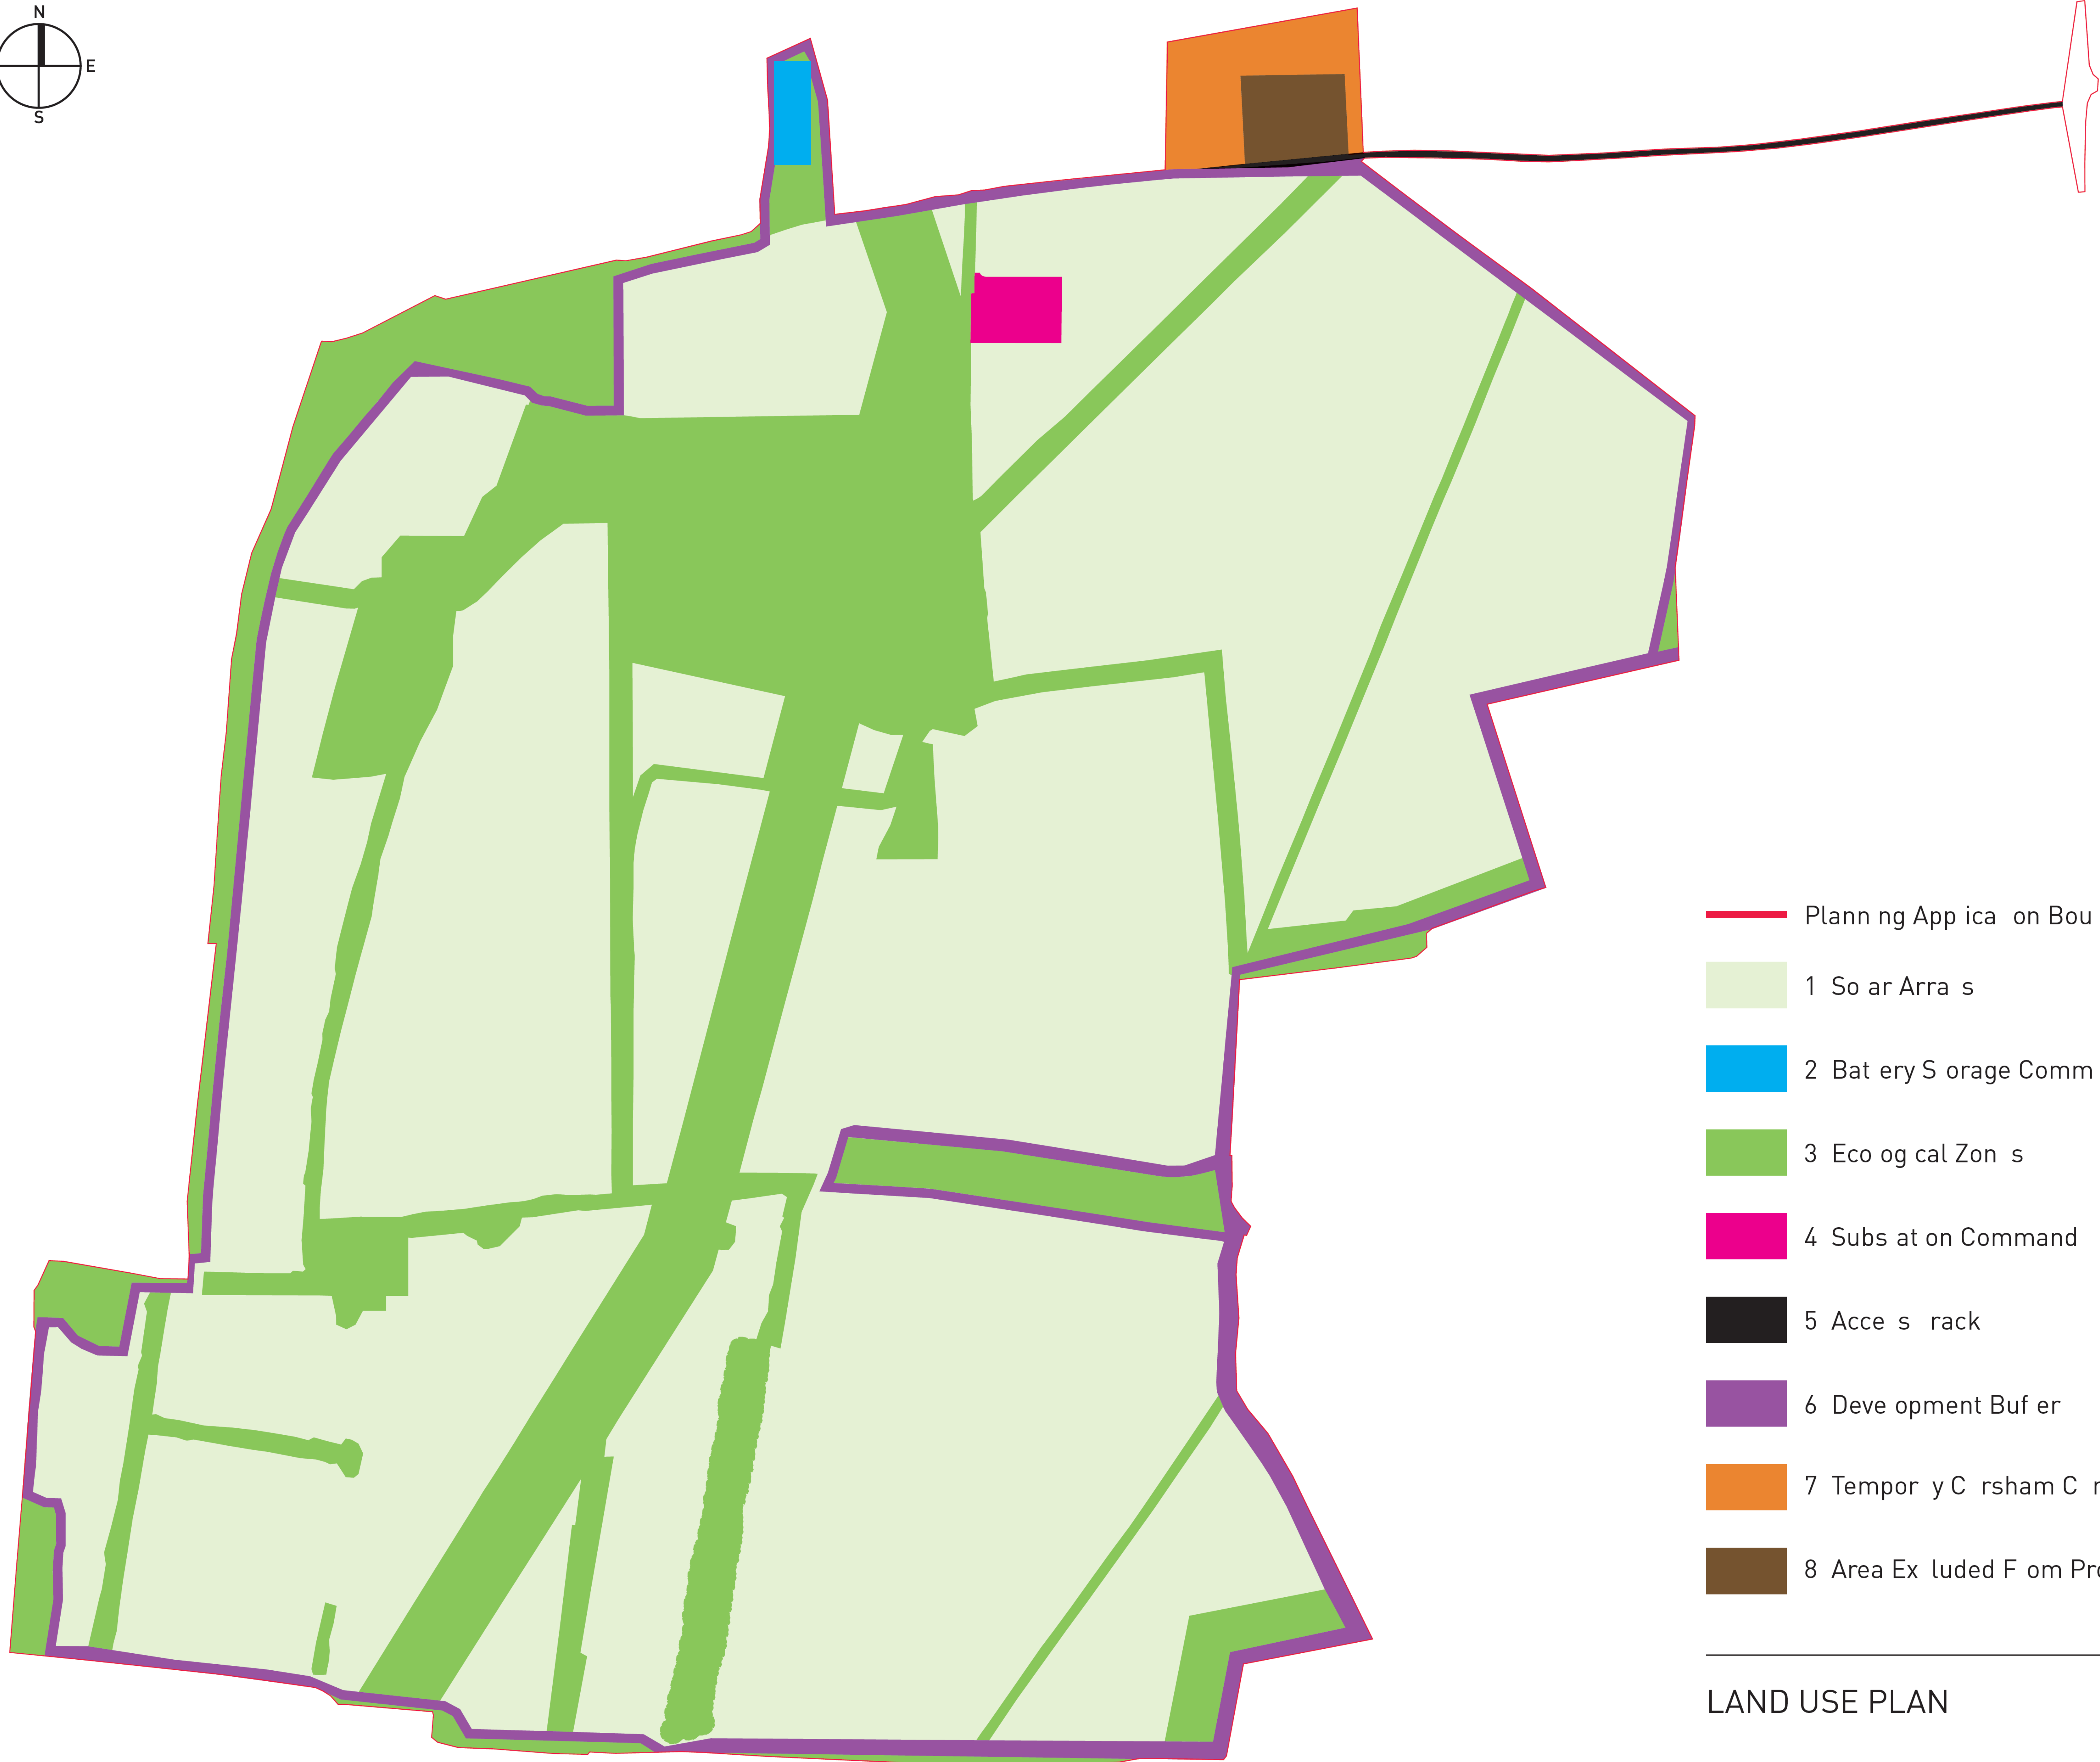 N
E
S
Plann ng App ica on Bou
1 So ar Arra s
2 Bat ery S orage Comm
3 Eco og cal Zon s
4 Subs at on Command
5 Acce s rack
6 Deve opment Buf er
7 Tempor y C rsham C
8 Area Ex luded F om Pr
LAND USE PLAN